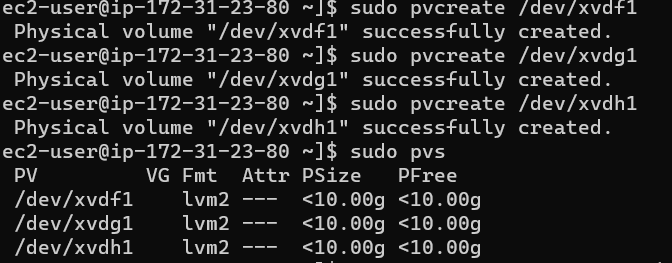 ec2-user@ip-172-31-23-80 ~]$ sudo pvcreate /dev/xvdf1
 Physical volume "/dev/xvdf1" successfully created.
ec2-user@ip-172-31-23-80 ~]$ sudo pvcreate /dev/xvdg1
 Physical volume "/dev/xvdg1" successfully created.
ec2-user@ip-172-31-23-80 ~]$ sudo pvcreate /dev/xvdh1
 Physical volume "/dev/xvdh1" successfully created.
ec2-user@ip-172-31-23-80 ~]$ sudo pvs
 PV         VG Fmt  Attr PSize   PFree
 /dev/xvdf1    lvm2 ---  <10.00g <10.00g
 /dev/xvdg1    lvm2 ---  <10.00g <10.00g
 /dev/xvdh1    lvm2 ---  <10.00g <10.00g